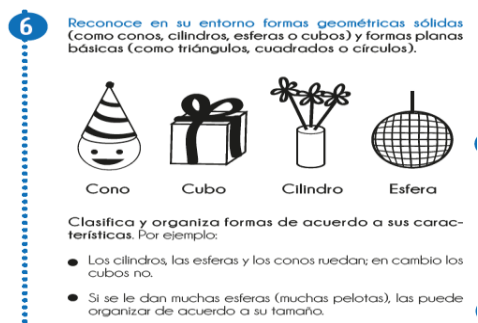 6
Reconoce en su entorno formas geométricas sólidas
(como conos, cilindros, esferas o cubos) y formas planas
básicas (como triángulos, cuadrados o círculos).
Cono Cubo Cilindro Esfera
Clasifica y organiza formas de acuerdo a sus carac-
terísticas. Por ejemplo:
● Los cilindros, las esferas y los conos ruedan; en cambio los
cubos no.
● Si se le dan muchas esferas (muchas pelotas), las puede
organizar de acuerdo a su tamaño.